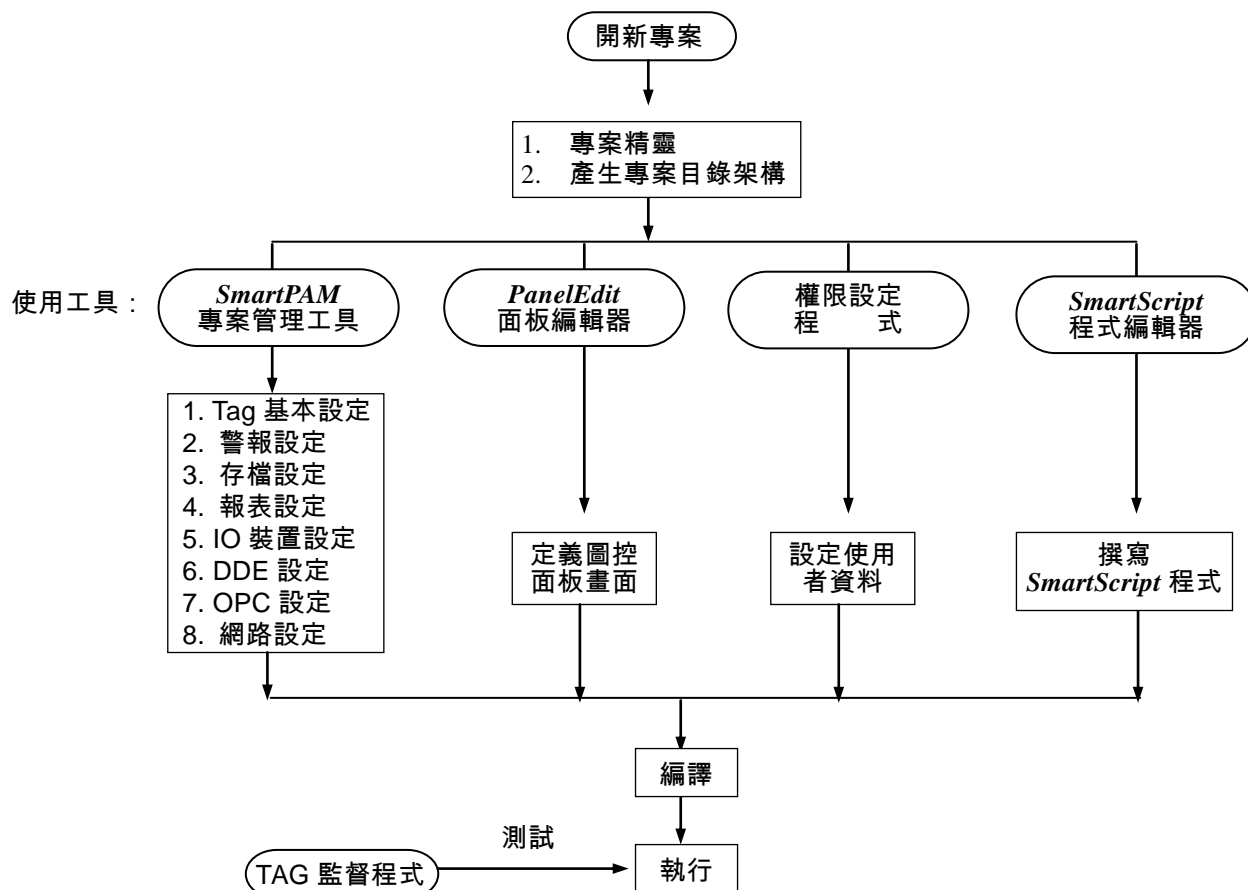 開新專案
1. 專案精靈
2. 產生專案目錄架構
使用工具：
SmartPAM
專案管理工具
PanelEdit
面板編輯器
權限設定
程 式
SmartScript
程式編輯器
1. Tag 基本設定
2. 警報設定
3. 存檔設定
4. 報表設定
5. IO 裝置設定
6. DDE 設定
7. OPC 設定
8. 網路設定
定義圖控
面板畫面
設定使用
者資料
撰寫
SmartScript 程式
編譯
測試
TAG 監督程式
執行